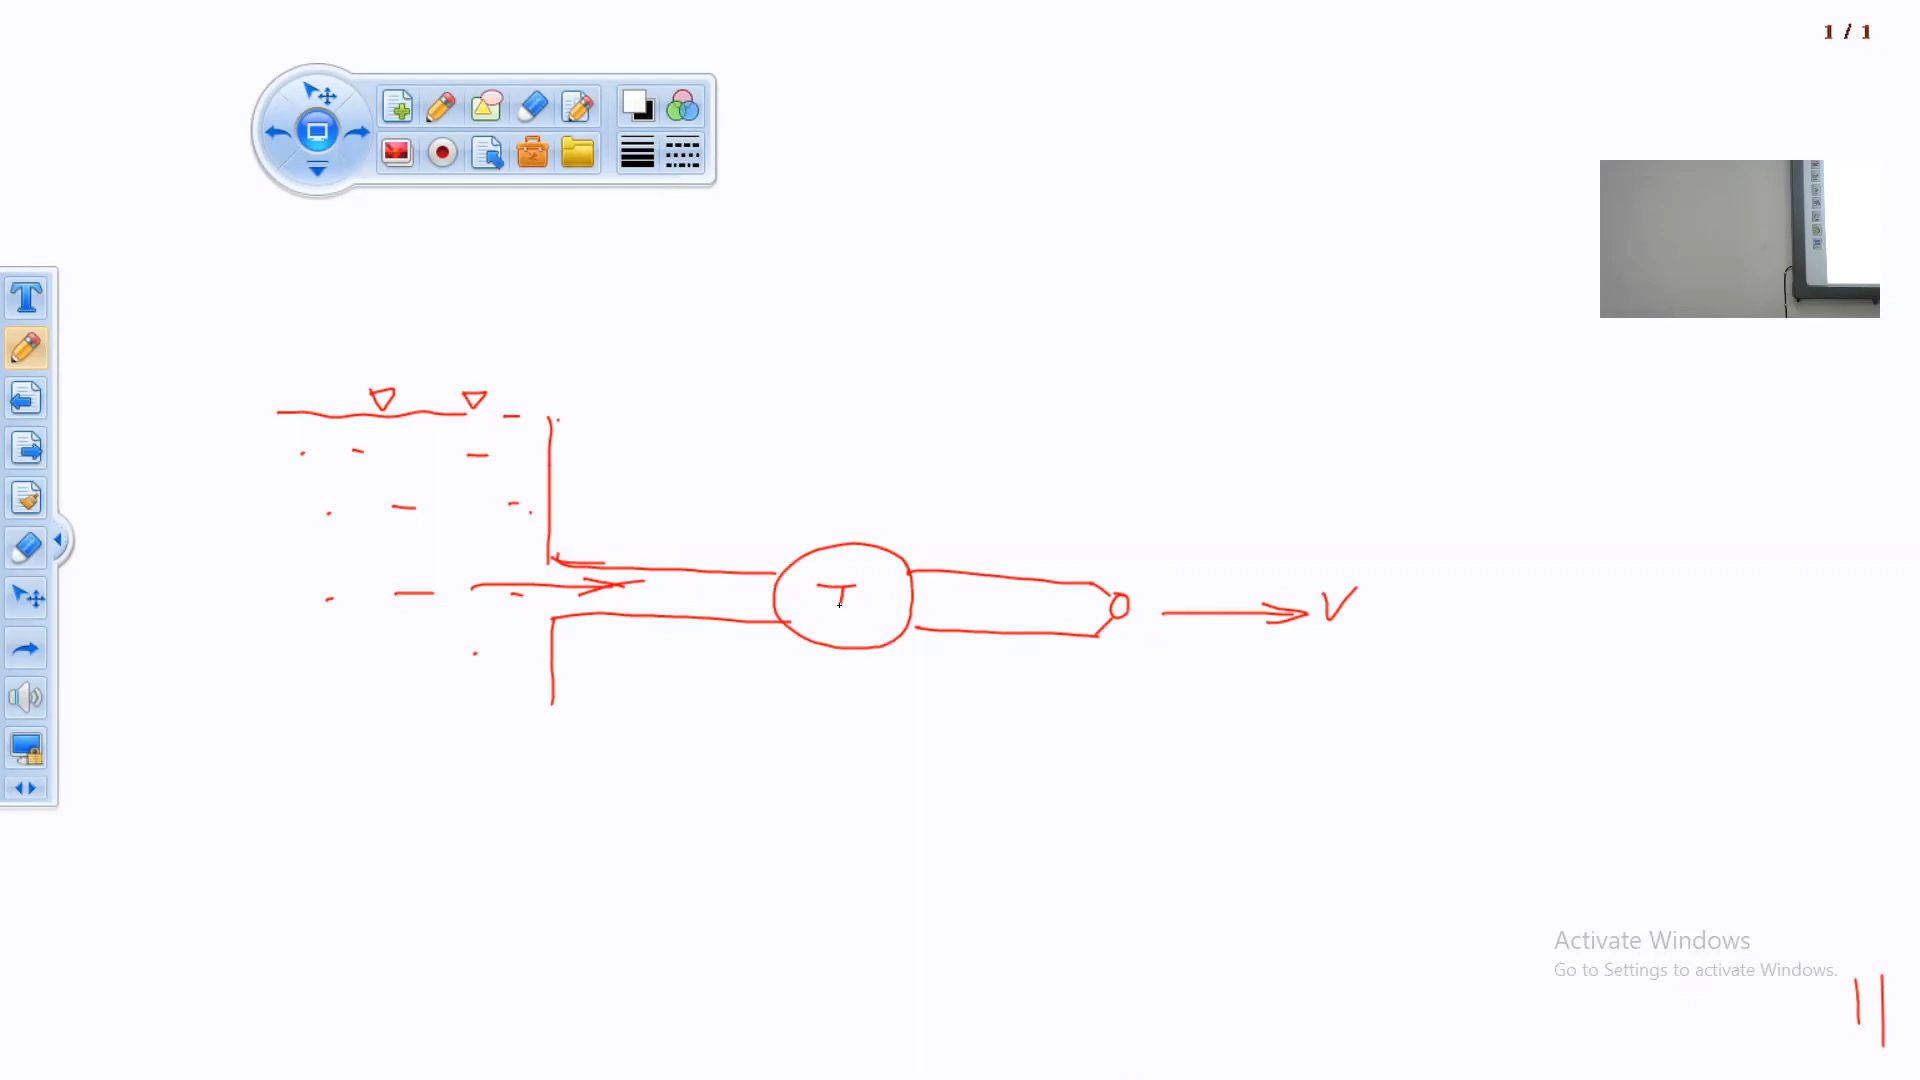 1 / 1
T
T
V
Activate Windows
Go to Settings to activate Windows.